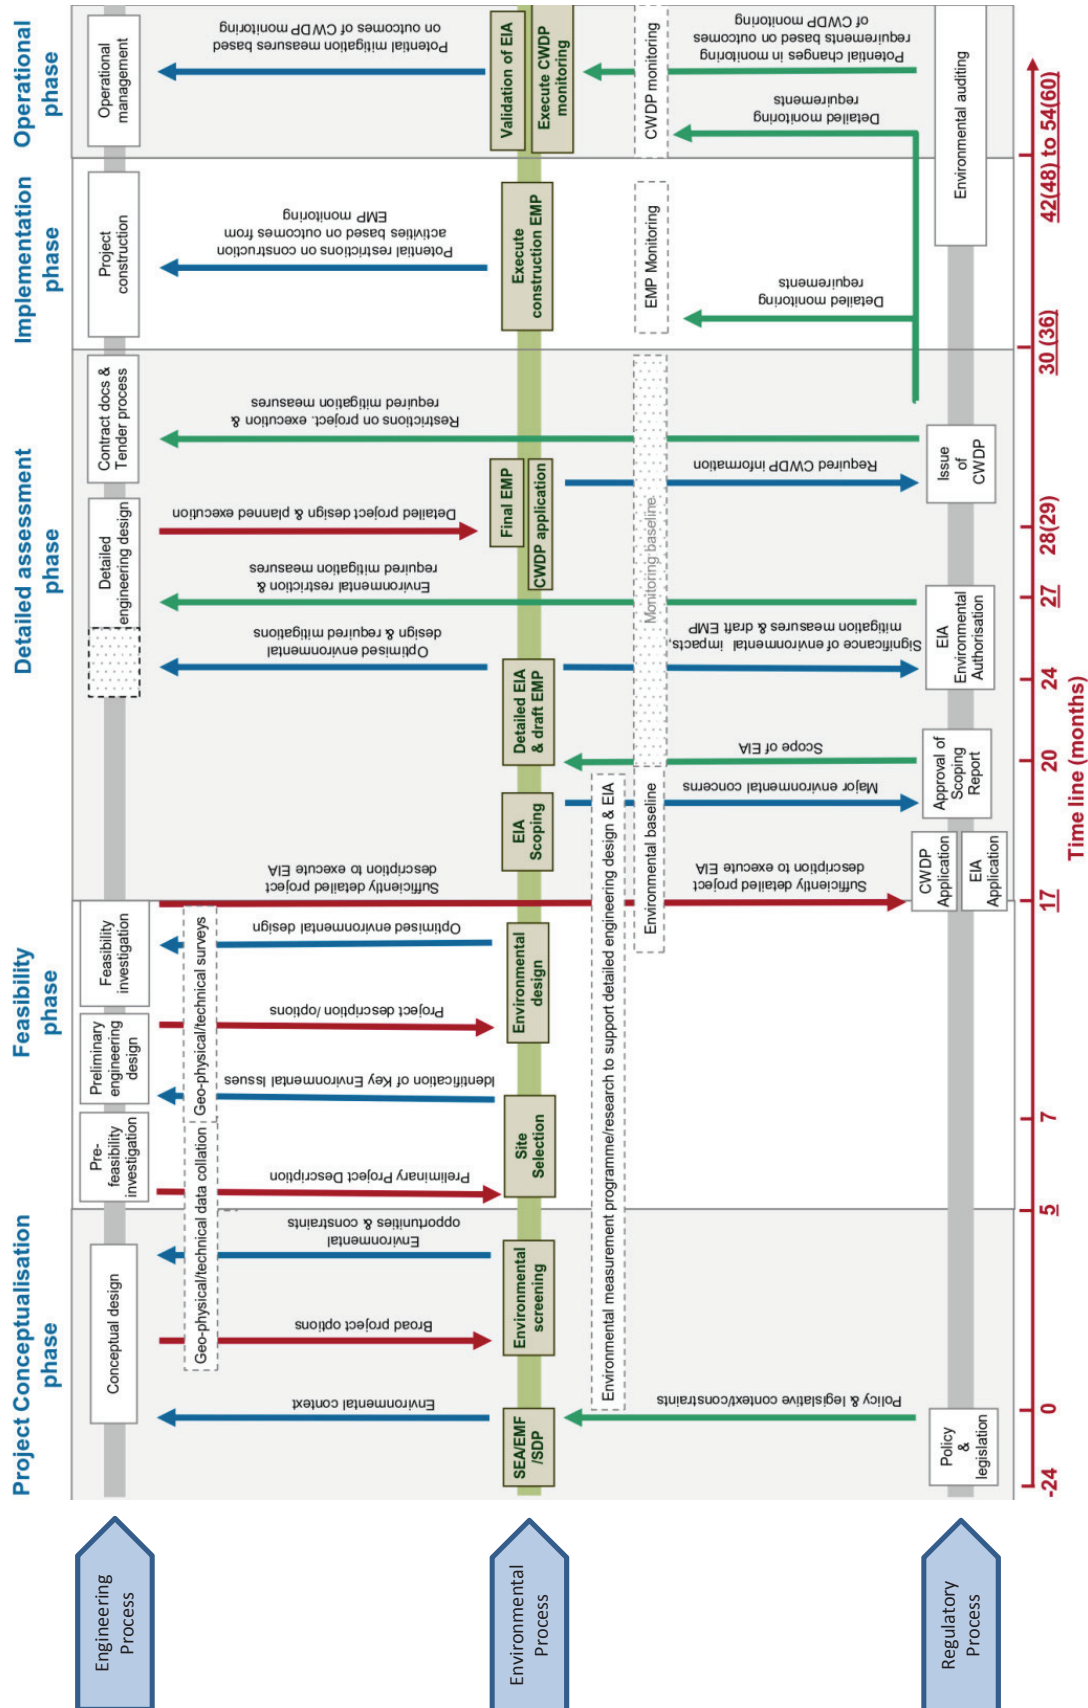 Project Conceptualisation
phase
Feasibility
phase
Detailed assessment
phase
Implementation
phase
Operational
phase
Engineering
Process
Conceptual design
Pre-
feasibility
investigation
Preliminary
engineering
design
Feasibility
investigation
Detailed
engineering design
Contract docs &
Tender process
Project
construction
Operational
management
Geo-physical/technical data collation
Geo-physical/technical surveys
Environmental context
Broad project options
Environmental
opportunities & constraints
Preliminary Project Description
Identification of Key Environmental Issues
Project description /options
Optimised environmental design
Sufficiently detailed project
description to execute EIA
Optimised environmental
design & required mitigations
Environmental restriction &
required mitigation measures
Detailed project design & planned execution
Restrictions on project. execution &
required mitigation measures
Potential restrictions on construction
activities based on outcomes from
EMP monitoring
Potential mitigation measures based
on outcomes of CWDP monitoring
Environmental
Process
SEA/EMF
/SDP
Environmental
screening
Site
Selection
Environmental
design
EIA
Scoping
Detailed EIA
& draft EMP
Final EMP
CWDP application
Execute
construction EMP
Validation of EIA
Execute CWDP
monitoring
Environmental measurement programme/research to support detailed engineering design & EIA
Environmental baseline
Monitoring baseline
EMP Monitoring
CWDP monitoring
Policy & legislative context/constraints
Sufficiently detailed project
description to execute EIA
Major environmental concerns
Scope of EIA
Significance of environmental impacts,
mitigation measures & draft EMP
Required CWDP information
Detailed monitoring
requirements
Detailed monitoring
requirements
Potential changes in monitoring
requirements based on outcomes
of CWDP monitoring
Regulatory
Process
Policy
&
legislation
CWDP
Application
EIA
Application
Approval of
Scoping
Report
EIA
Environmental
Authorisation
Issue
of
CWDP
Environmental auditing
-24
0
5
7
17
20
24
27
28(29)
30 (36)
42(48) to 54(60)
Time line (months)